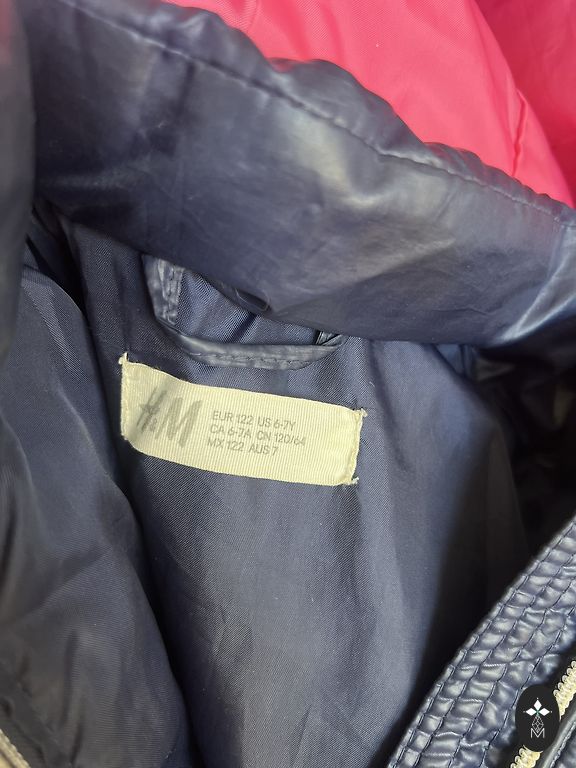 H&M
EUR 122 US 6-7Y
CA 6-7A CN 120/64
MX 122 AUS 7
M